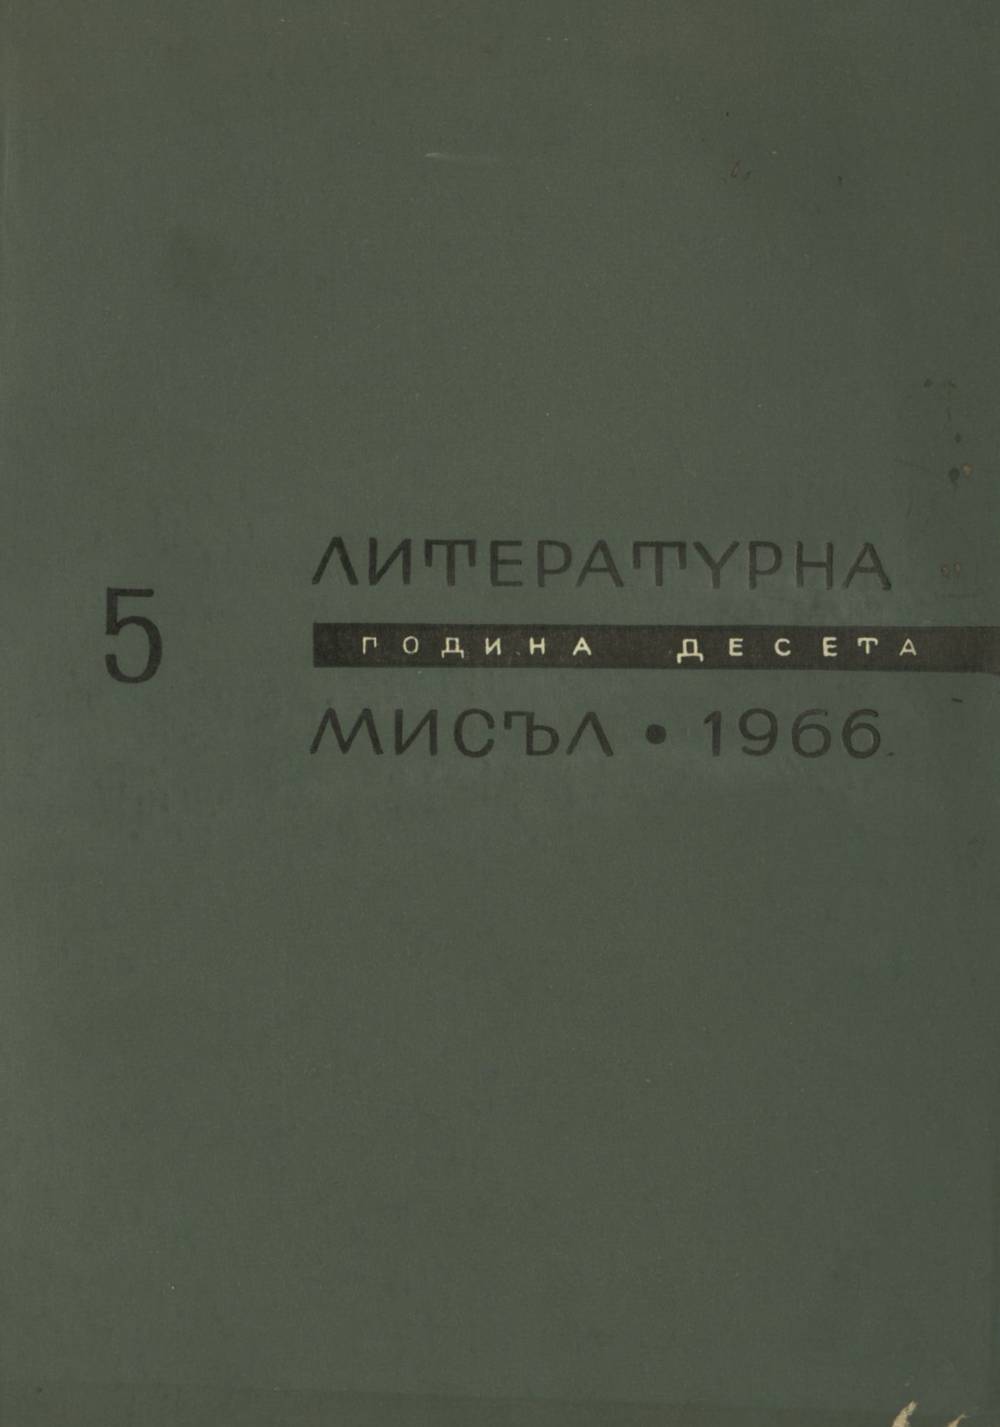 5
ЛИТЕРАТУРНА
ГОДИНА ДЕСЕТА
МИСЪЛ • 1966